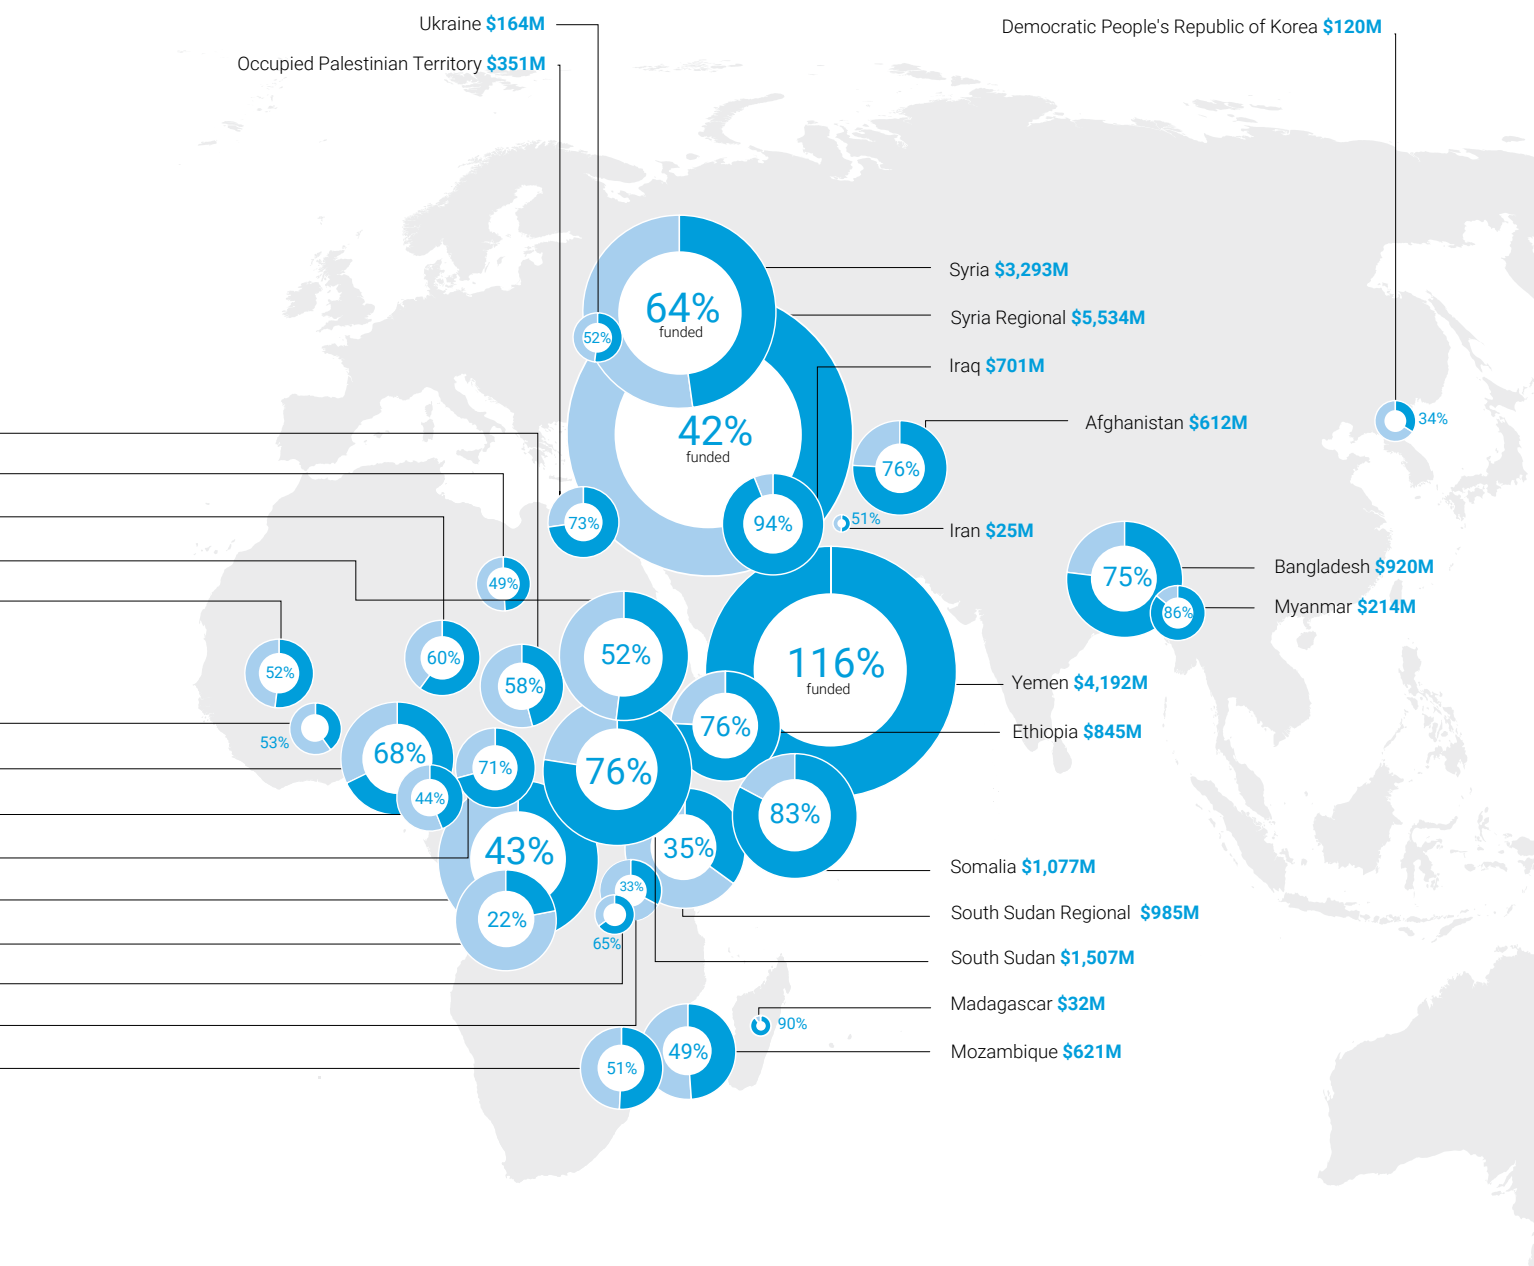 Ukraine $164M
Democratic People's Republic of Korea $120M
Occupied Palestinian Territory $351M
Syria $3,293M
64%
funded
Syria Regional $5,534M
52%
Iraq $701M
34%
Afghanistan $612M
42%
funded
76%
73%
94%
51%
Iran $25M
Bangladesh $920M
75%
49%
Myanmar $214M
86%
52%
60%
116%
funded
52%
58%
Yemen $4,192M
76%
Ethiopia $845M
53%
68%
71%
76%
44%
83%
43%
35%
Somalia $1,077M
33%
South Sudan Regional $985M
22%
65%
South Sudan $1,507M
Madagascar $32M
90%
49%
Mozambique $621M
51%